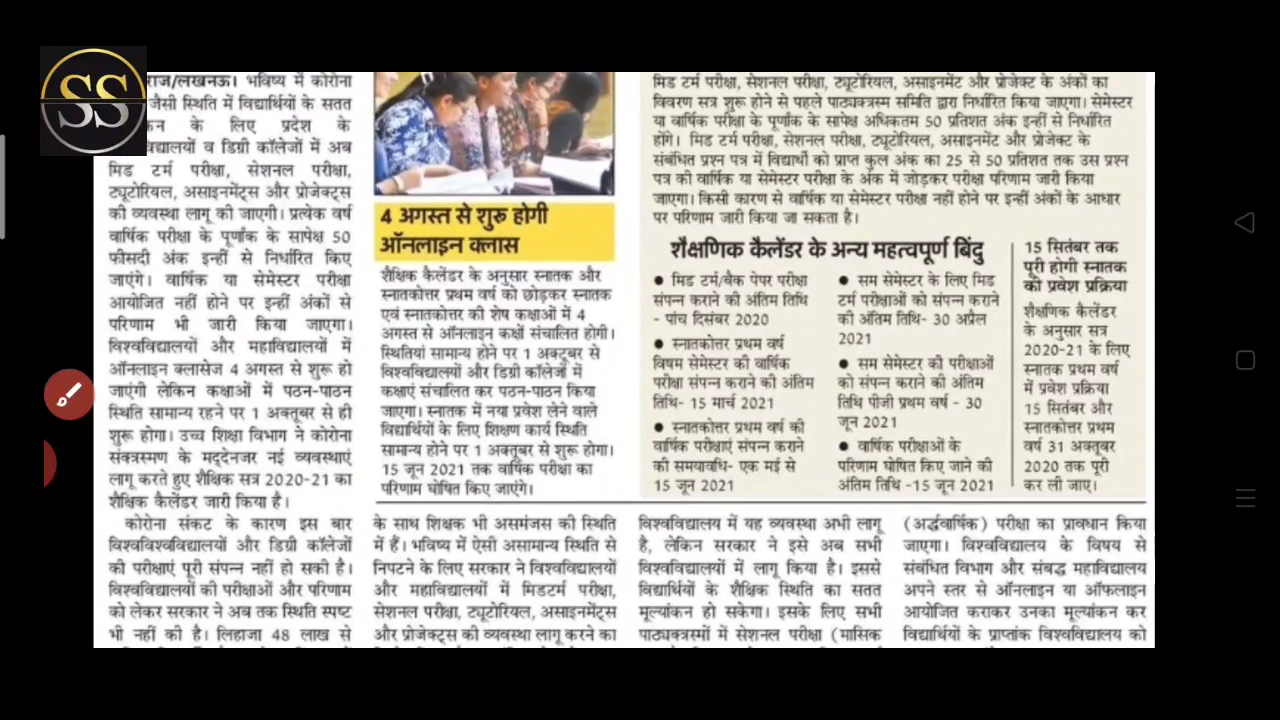 SS
राज/लखनऊ। भविष्य में कोरोना
जैसी स्थिति में विद्यार्थियों के सतत
कन के लिए प्रदेश के
द्यालयों व डिग्री कॉलेजों में अब
मिड टर्म परीक्षा, सेशनल परीक्षा,
ट्यूटोरियल, असाइनमेंट्स और प्रोजेक्ट्स
की व्यवस्था लागू की जाएगी। प्रत्येक वर्ष
वार्षिक परीक्षा के पूर्णांक के सापेक्ष 50
फीसदी अंक इन्हीं से निर्धारित किए
जाएंगे। वार्षिक या सेमेस्टर परीक्षा
आयोजित नहीं होने पर इन्हीं अंकों से
परिणाम भी जारी किया जाएगा।
विश्वविद्यालयों और महाविद्यालयों में
ऑनलाइन क्लासेज 4 अगस्त से शुरू हो
जाएंगी लेकिन कक्षाओं में पठन-पाठन
स्थिति सामान्य रहने पर 1 अक्तूबर से ही
शुरू होगा। उच्च शिक्षा विभाग ने कोरोना
संक्त्रस्मण के मद्देनजर नई व्यवस्थाएं
लागू करते हुए शैक्षिक सत्र 2020-21 का
शैक्षिक कैलेंडर जारी किया है।
कोरोना संकट के कारण इस बार
विश्वविश्वविद्यालयों और डिग्री कॉलेजों
की परीक्षाएं पूरी संपन्न नहीं हो सकी है।
विश्वविद्यालयों की परीक्षाओं और परिणाम
को लेकर सरकार ने अब तक स्थिति स्पष्ट
भी नहीं की है। लिहाजा 48 लाख से
4 अगस्त से शुरू होगी
ऑनलाइन क्लास
शैक्षिक कैलेंडर के अनुसार स्नातक और
स्नातकोत्तर प्रथम वर्ष को छोड़कर स्नातक
एवं स्नातकोत्तर की शेष कक्षाओं में 4
अगस्त से ऑनलाइन कक्षें संचालित होगी।
स्थितियां सामान्य होने पर 1 अक्टूबर से
विश्वविद्यालयों और डिग्री कॉलेजों में
कक्षाएं संचालित कर पठन-पाठन किया
जाएगा। स्नातक में नया प्रवेश लेने वाले
विद्यार्थियों के लिए शिक्षण कार्य स्थिति
सामान्य होने पर 1 अक्तूबर से शुरू होगा।
15 जून 2021 तक वार्षिक परीक्षा का
परिणाम घोषित किए जाएंगे।
के साथ शिक्षक भी असमंजस की स्थिति
में हैं। भविष्य में ऐसी असामान्य स्थिति से
निपटने के लिए सरकार ने विश्वविद्यालयों
और महाविद्यालयों में मिडटर्म परीक्षा,
सेशनल परीक्षा, ट्यूटोरियल, असाइनमेंट्स
और प्रोजेक्ट्स की व्यवस्था लागू करने का
मिड टर्म परीक्षा, सेशनल परीक्षा, ट्यूटोरियल, असाइनमेंट और प्रोजेक्ट के अंकों का
विवरण सत्र शुरू होने से पहले पाठ्यक्त्रस्म समिति द्वारा निर्धारित किया जाएगा। सेमेस्टर
या वार्षिक परीक्षा के पूर्णांक के सापेक्ष अधिकतम 50 प्रतिशत अंक इन्हीं से निर्धारित
होंगे। मिड टर्म परीक्षा, सेशनल परीक्षा, ट्यूटोरियल, असाइनमेंट और प्रोजेक्ट के
संबंधित प्रश्न पत्र में विद्यार्थी को प्राप्त कुल अंक का 25 से 50 प्रतिशत तक उस प्रश्न
पत्र की वार्षिक या सेमेस्टर परीक्षा के अंक में जोड़कर परीक्षा परिणाम जारी किया
जाएगा। किसी कारण से वार्षिक या सेमेस्टर परीक्षा नहीं होने पर इन्हीं अंकों के आधार
पर परिणाम जारी किया जा सकता है।
शैक्षणिक कैलेंडर के अन्य महत्वपूर्ण बिंदु
● मिड टर्म/बैक पेपर परीक्षा
संपन्न कराने की अंतिम तिथि
- पांच दिसंबर 2020
● स्नातकोत्तर प्रथम वर्ष
विषम सेमेस्टर की वार्षिक
परीक्षा संपन्न कराने की अंतिम
तिथि- 15 मार्च 2021
● स्नातकोत्तर प्रथम वर्ष की
वार्षिक परीक्षाएं संपन्न कराने
की समयावधि- एक मई से
15 जून 2021
● सम सेमेस्टर के लिए मिड
टर्म परीक्षाओं को संपन्न कराने
की अंतिम तिथि- 30 अप्रैल
2021
● सम सेमेस्टर की परीक्षाओं
को संपन्न कराने की अंतिम
तिथि पीजी प्रथम वर्ष - 30
जून 2021
● वार्षिक परीक्षाओं के
परिणाम घोषित किए जाने की
अंतिम तिथि -15 जून 2021
15 सितंबर तक
पूरी होगी स्नातक
की प्रवेश प्रक्रिया
शैक्षणिक कैलेंडर
के अनुसार सत्र
2020-21 के लिए
स्नातक प्रथम वर्ष
में प्रवेश प्रक्रिया
15 सितंबर और
स्नातकोत्तर प्रथम
वर्ष 31 अक्तूबर
2020 तक पूरी
कर ली जाए।
विश्वविद्यालय में यह व्यवस्था अभी लागू
है, लेकिन सरकार ने इसे अब सभी
विश्वविद्यालयों में लागू किया है। इससे
विद्यार्थियों के शैक्षिक स्थिति का सतत
मूल्यांकन हो सकेगा। इसके लिए सभी
पाठ्यक्त्रस्मों में सेशनल परीक्षा (मासिक
(अर्द्धवार्षिक) परीक्षा का प्रावधान किया
जाएगा। विश्वविद्यालय के विषय से
संबंधित विभाग और संबद्ध महाविद्यालय
अपने स्तर से ऑनलाइन या ऑफलाइन
आयोजित कराकर उनका मूल्यांकन कर
विद्यार्थियों के प्राप्तांक विश्वविद्यालय को